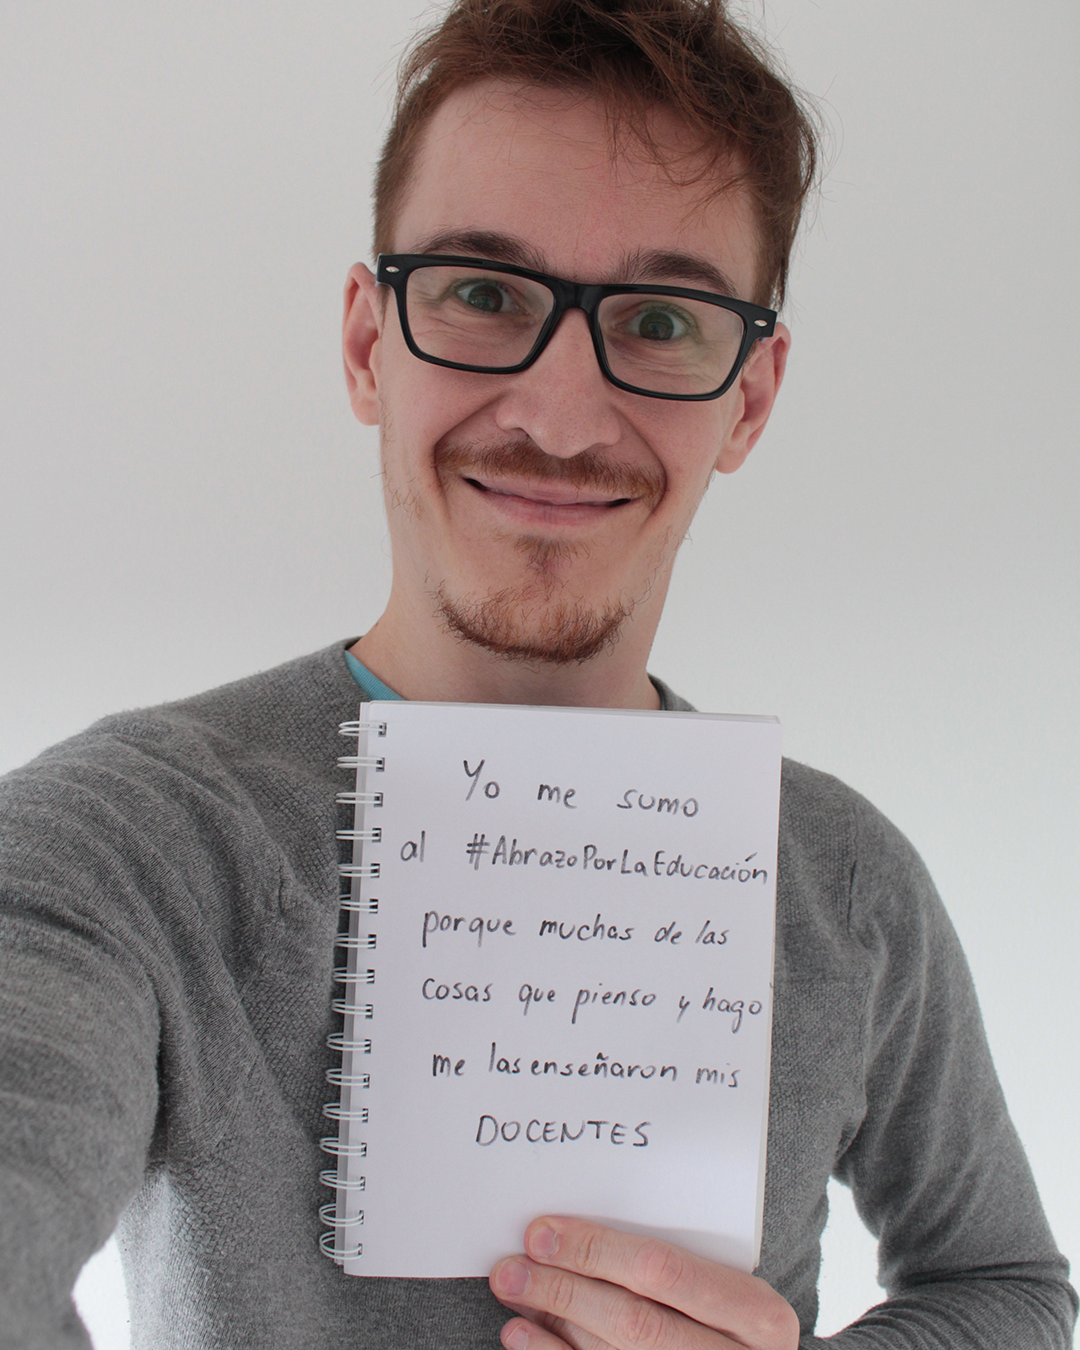 Yo me sumo
al #AbrazoPorLaEducación
porque muchas de las
cosas que pienso y hago
me las enseñaron mis
DOCENTES